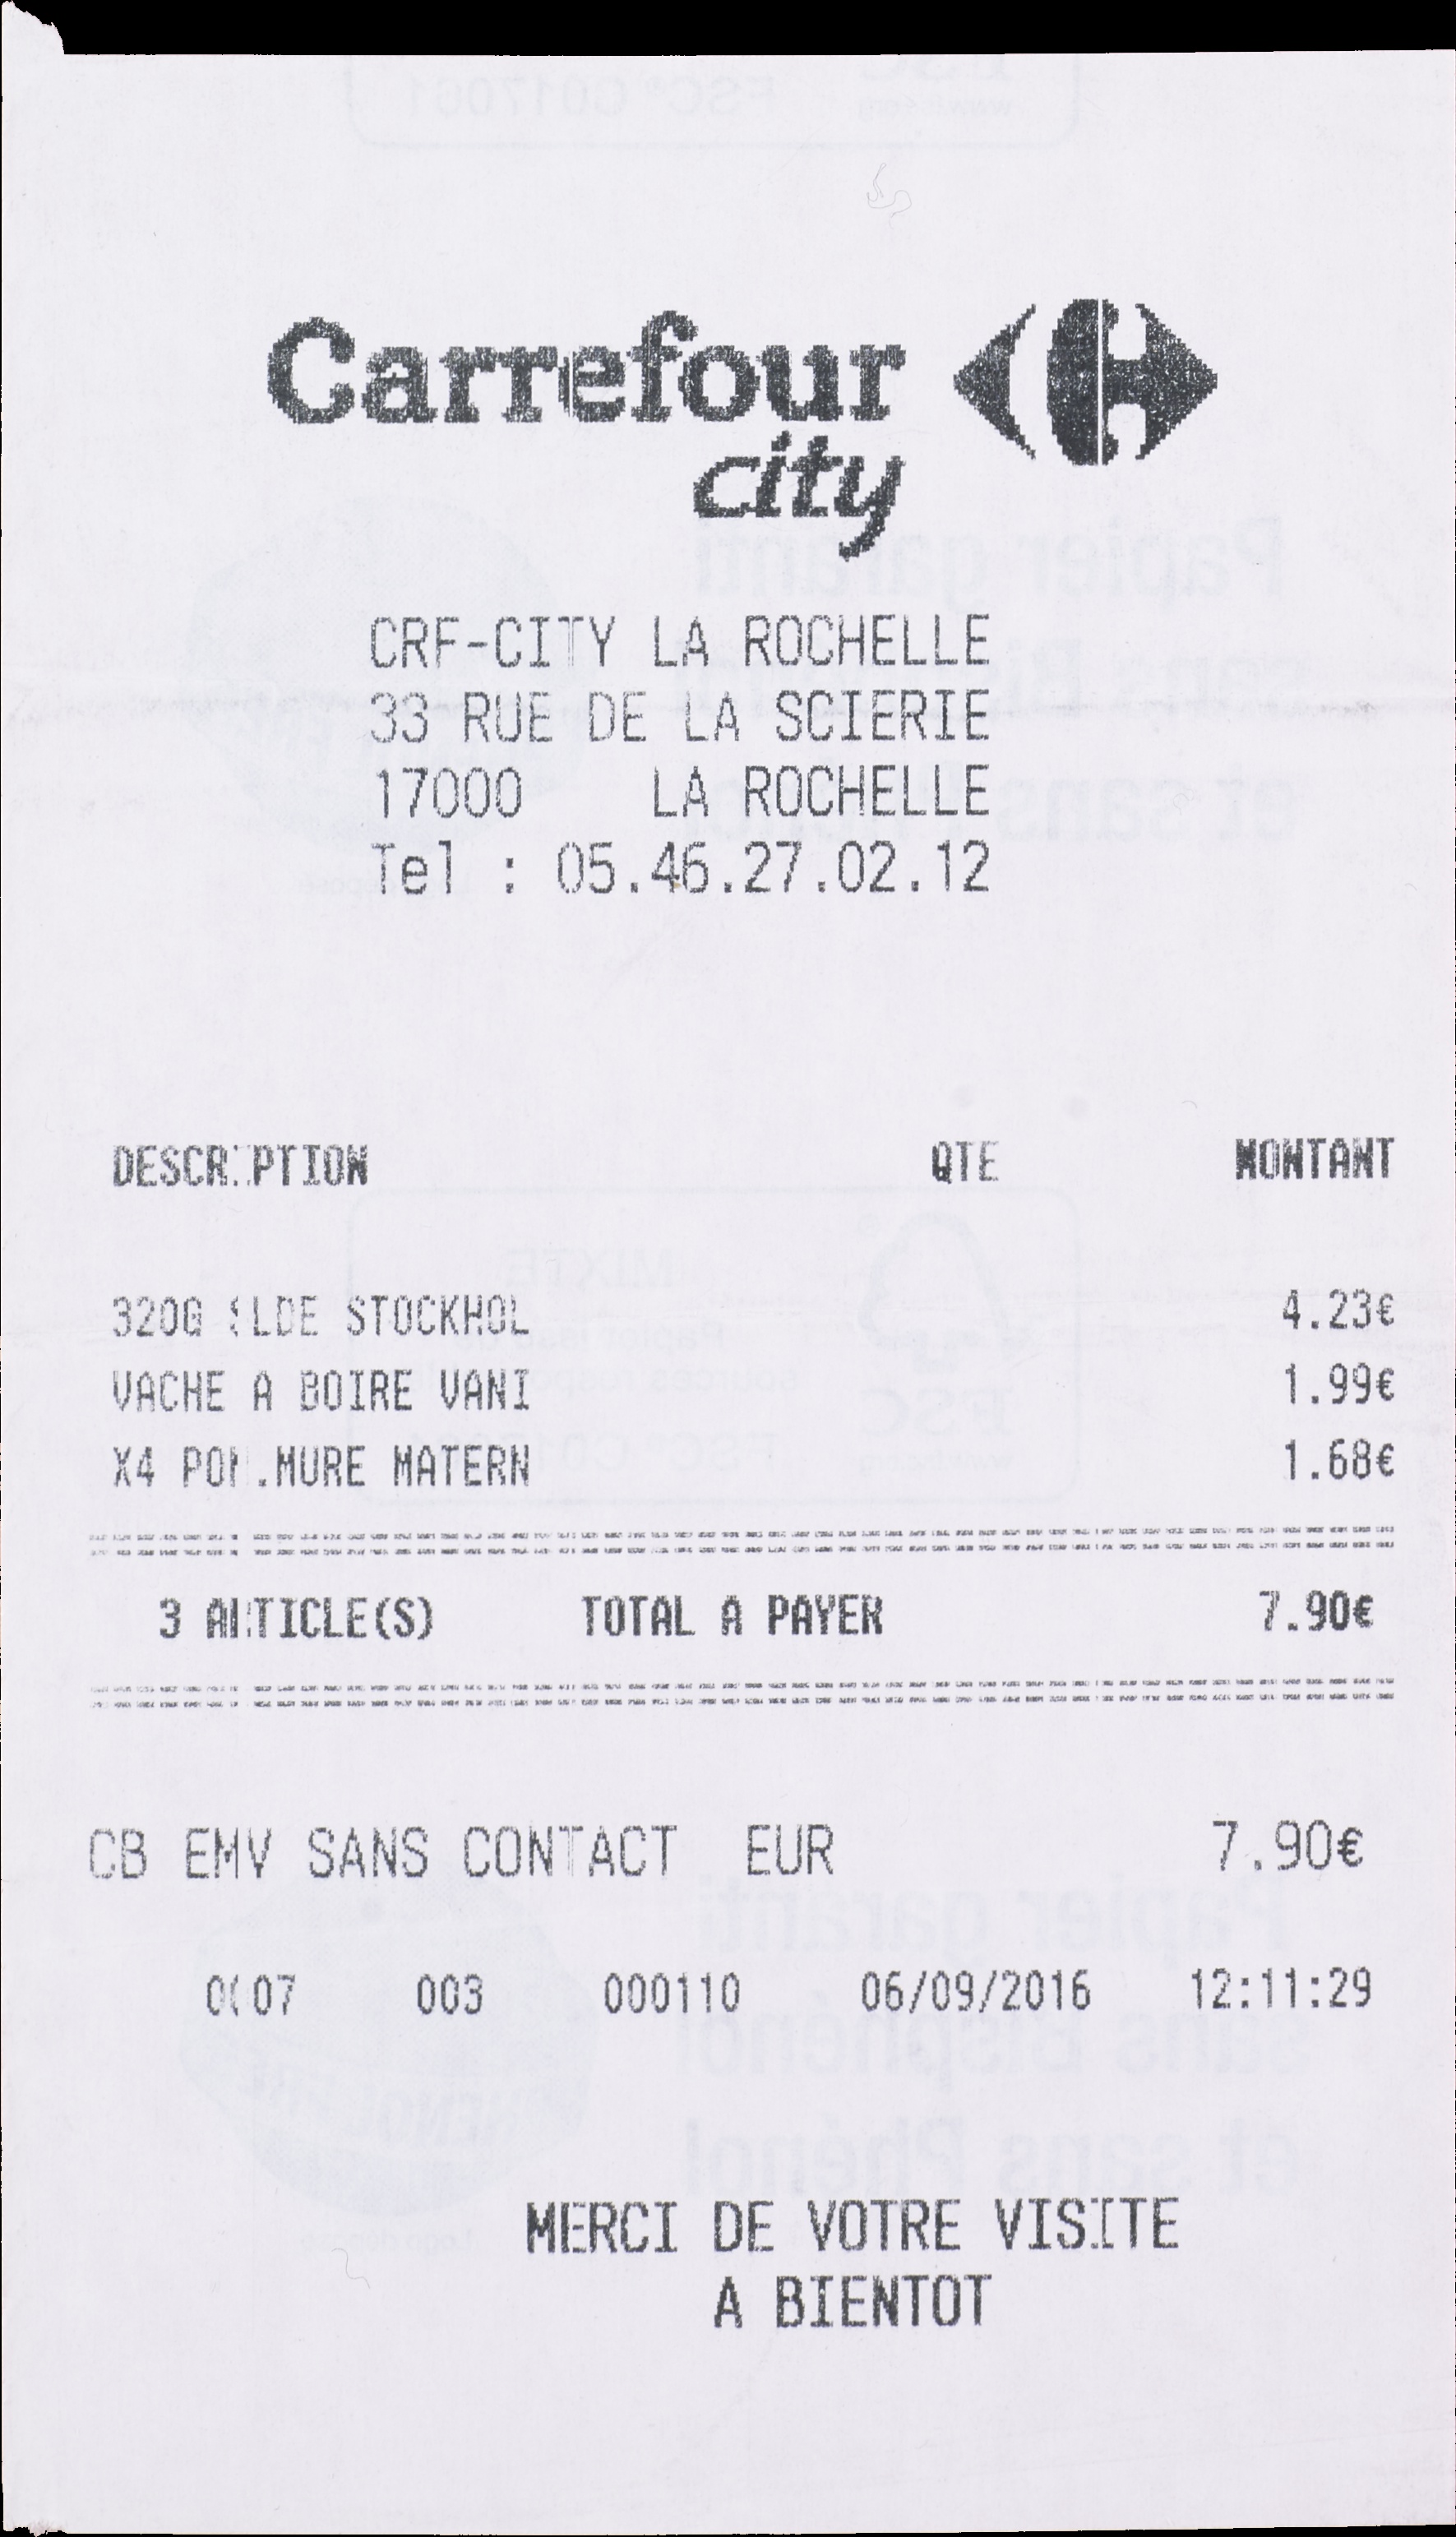 Carrefour
city
CRF-CITY LA ROCHELLE
33 RUE DE LA SCIERIE
17000 LA ROCHELLE
Tel : 05.46.27.02.12
DESCRIPTION QTE MONTANT
320G SLDE STOCKHOL 4.23€
VACHE A BOIRE VANI 1.99€
X4 POM.MURE MATERN 1.68€
3 ARTICLE(S) TOTAL A PAYER 7.90€
CB EMV SANS CONTACT EUR 7.90€
0007 003 000110 06/09/2016 12:11:29
MERCI DE VOTRE VISITE
A BIENTOT